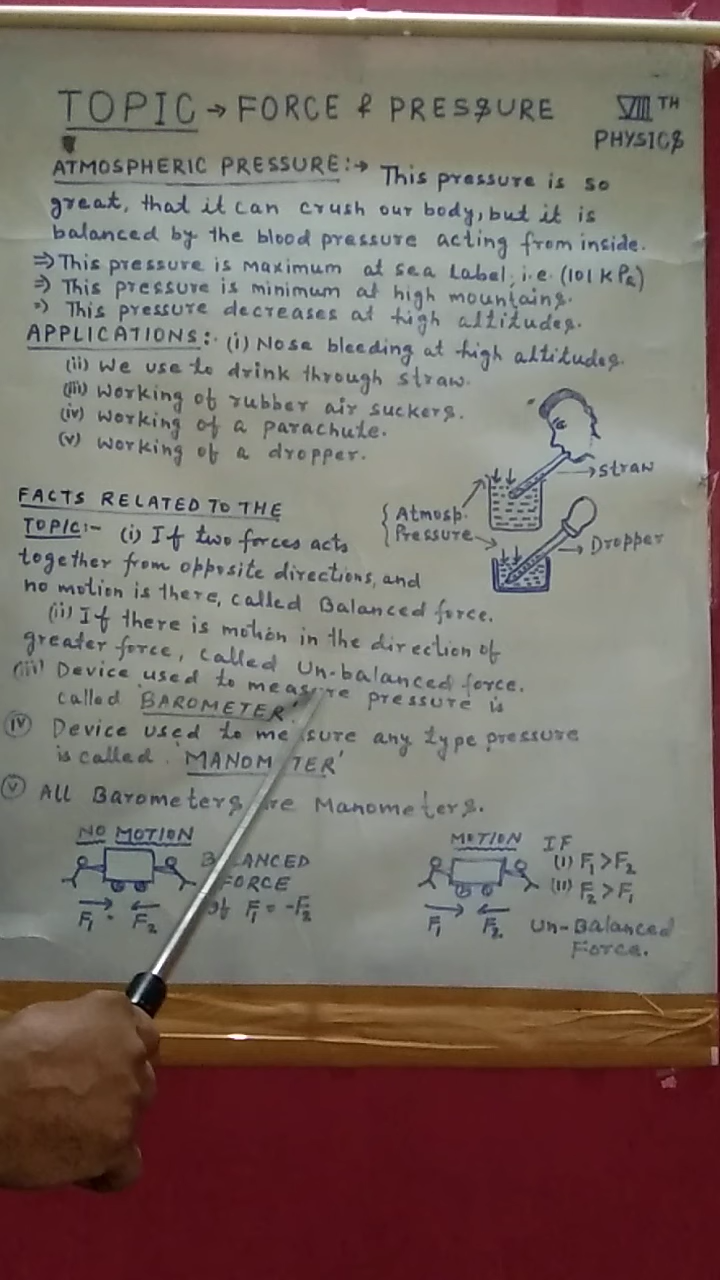 TOPIC → FORCE & PRESSURE
VIII TH
PHYSICS
ATMOSPHERIC PRESSURE:→ This pressure is so
great, that it can crush our body, but it is
balanced by the blood pressure acting from inside.
⇒ This pressure is maximum at sea Label, i.e. (101 KPa)
⇒ This pressure is minimum at high mountains.
⇒ This pressure decreases at high altitudes.
APPLICATIONS:- (i) Nose bleeding at high altitudes.
(ii) We use to drink through straw.
(iii) Working of rubber air suckers.
(iv) Working of a parachute.
(v) Working of a dropper.
→ straw
Atmosp.
Pressure
→ Dropper
FACTS RELATED TO THE
TOPIC:- (i) If two forces acts
together from opposite directions, and
no motion is there, called Balanced force.
(ii) If there is motion in the direction of
greater force, called Un-balanced force.
(iii) Device used to measure pressure is
called 'BAROMETER'
(iv) Device used to measure any type pressure
is called 'MANOMETER'
(v) All Barometers are Manometers.
NO MOTION
BALANCED
FORCE
If F1 = -F2
F1 F2
MOTION IF
(i) F1 > F2
(ii) F2 > F1
F1 F2
Un-Balanced
Force.